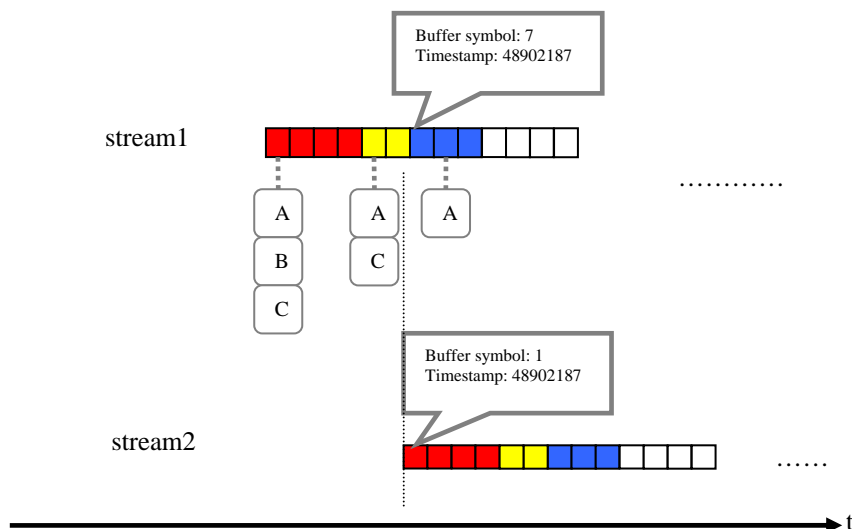 Buffer symbol: 7
Timestamp: 48902187
stream1
............
A A A
B C
C
Buffer symbol: 1
Timestamp: 48902187
stream2
......
t